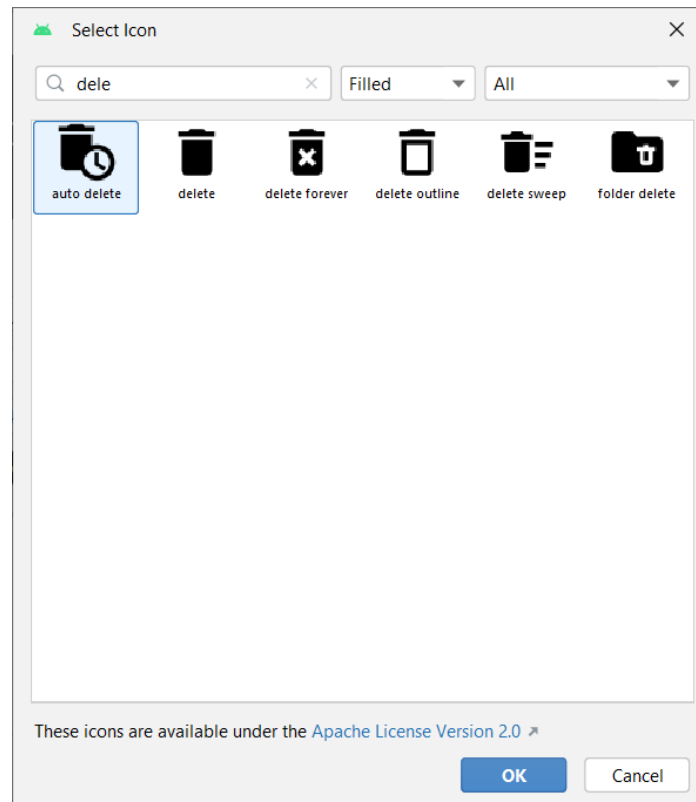 Select Icon
dele
Filled
All
auto delete
delete
delete forever
delete outline
delete sweep
folder delete
These icons are available under the Apache License Version 2.0
OK
Cancel